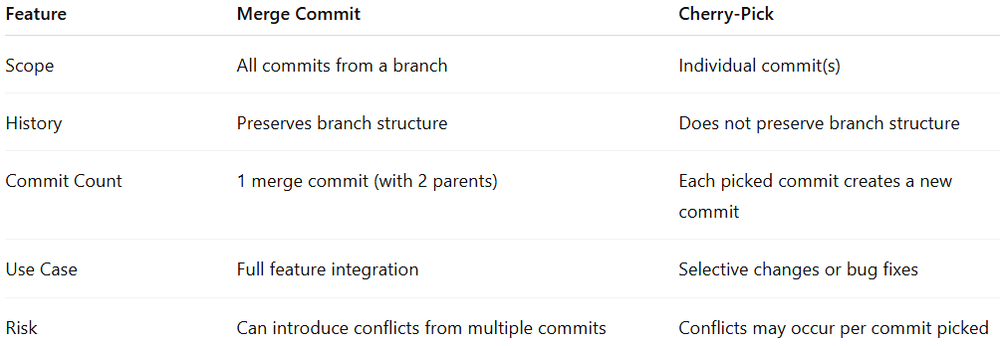 Feature Merge Commit Cherry-Pick
Scope All commits from a branch Individual commit(s)
History Preserves branch structure Does not preserve branch structure
Commit Count 1 merge commit (with 2 parents) Each picked commit creates a new
commit
Use Case Full feature integration Selective changes or bug fixes
Risk Can introduce conflicts from multiple commits Conflicts may occur per commit picked